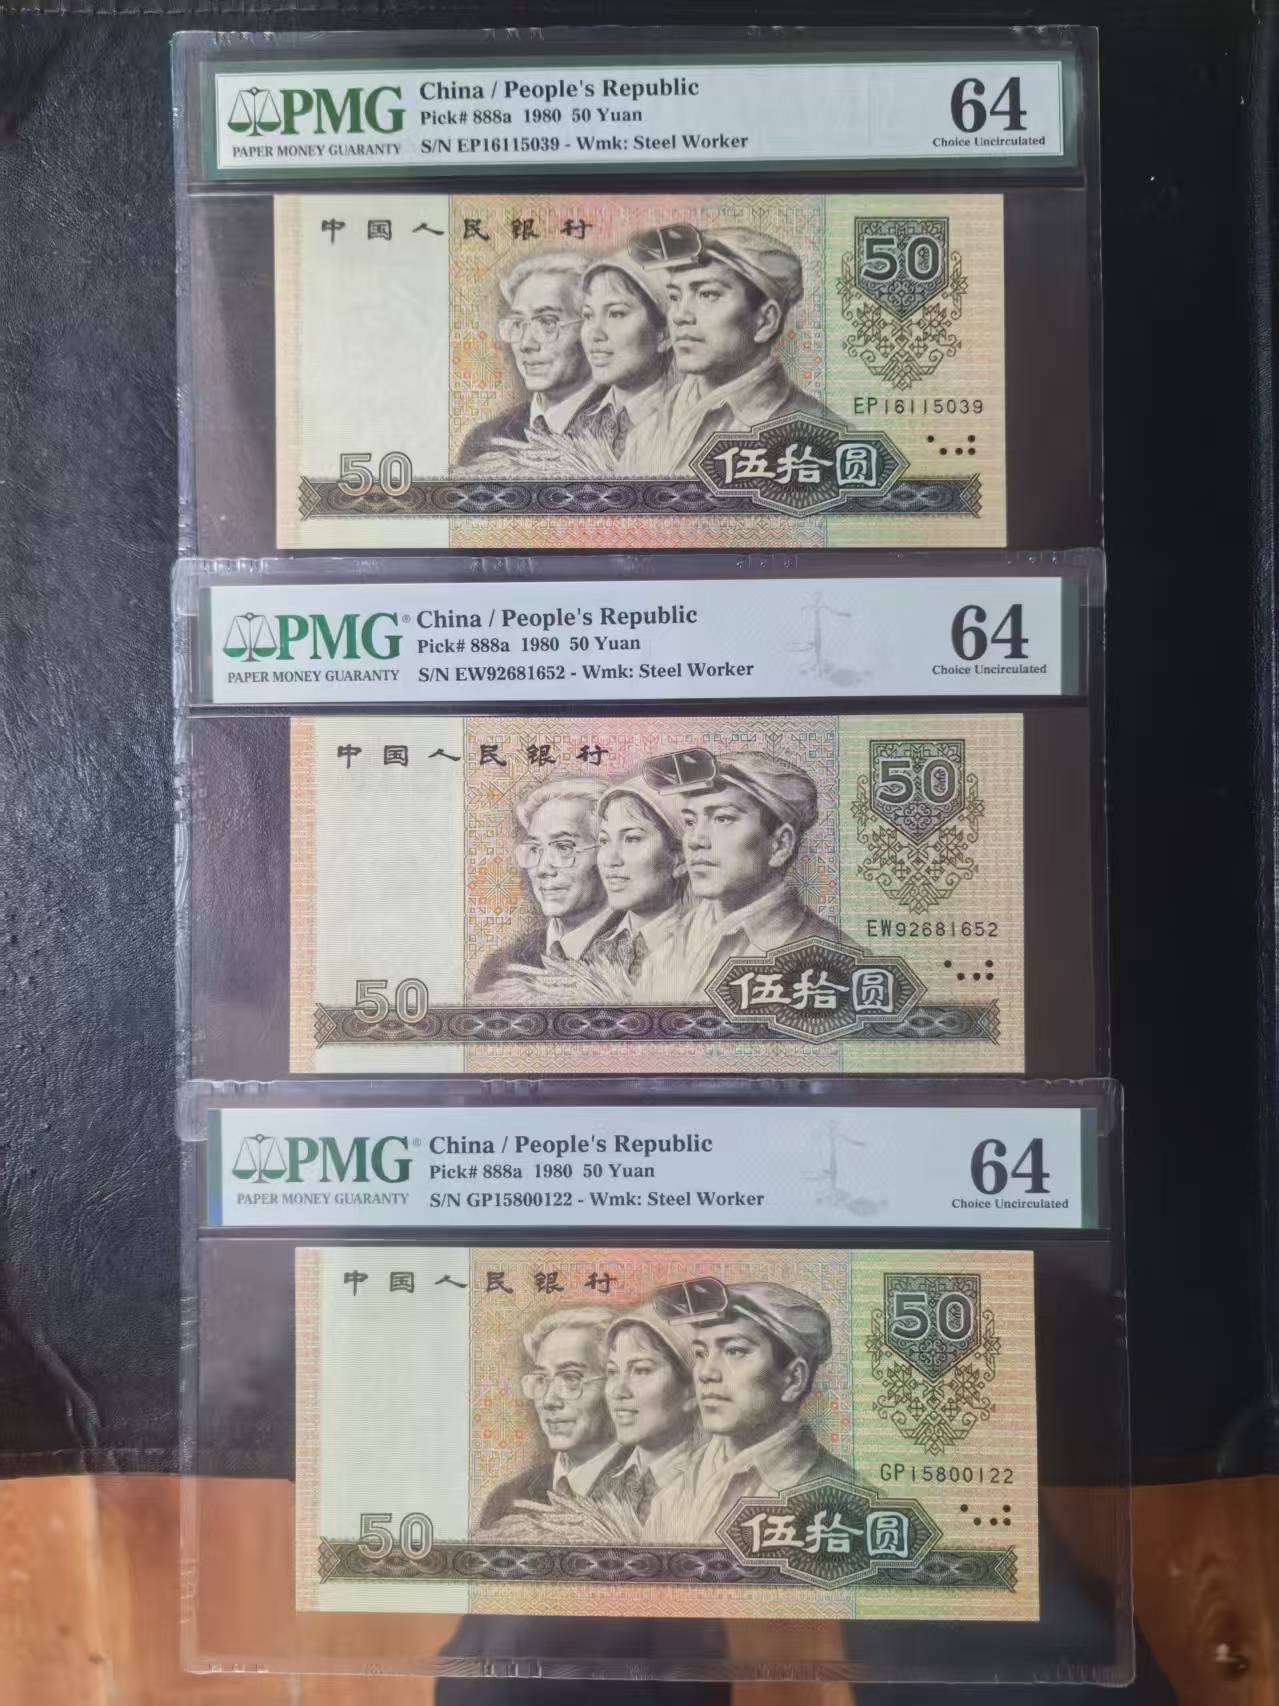 PMG
PAPER MONEY GUARANTY
China / People's Republic
Pick# 888a 1980 50 Yuan
S/N EP16115039 - Wmk: Steel Worker
64
Choice Uncirculated
中国人民银行
50
EP16115039
50
伍拾圆
PMG®
PAPER MONEY GUARANTY
China / People's Republic
Pick# 888a 1980 50 Yuan
S/N EW92681652 - Wmk: Steel Worker
64
Choice Uncirculated
中国人民银行
50
EW92681652
50
伍拾圆
PMG®
PAPER MONEY GUARANTY
China / People's Republic
Pick# 888a 1980 50 Yuan
S/N GP15800122 - Wmk: Steel Worker
64
Choice Uncirculated
中国人民银行
50
GP15800122
50
伍拾圆